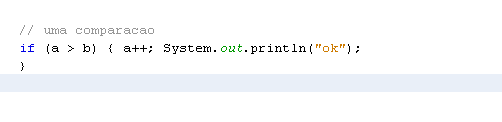 // uma comparacao
if (a > b) { a++; System.out.println("ok");
}